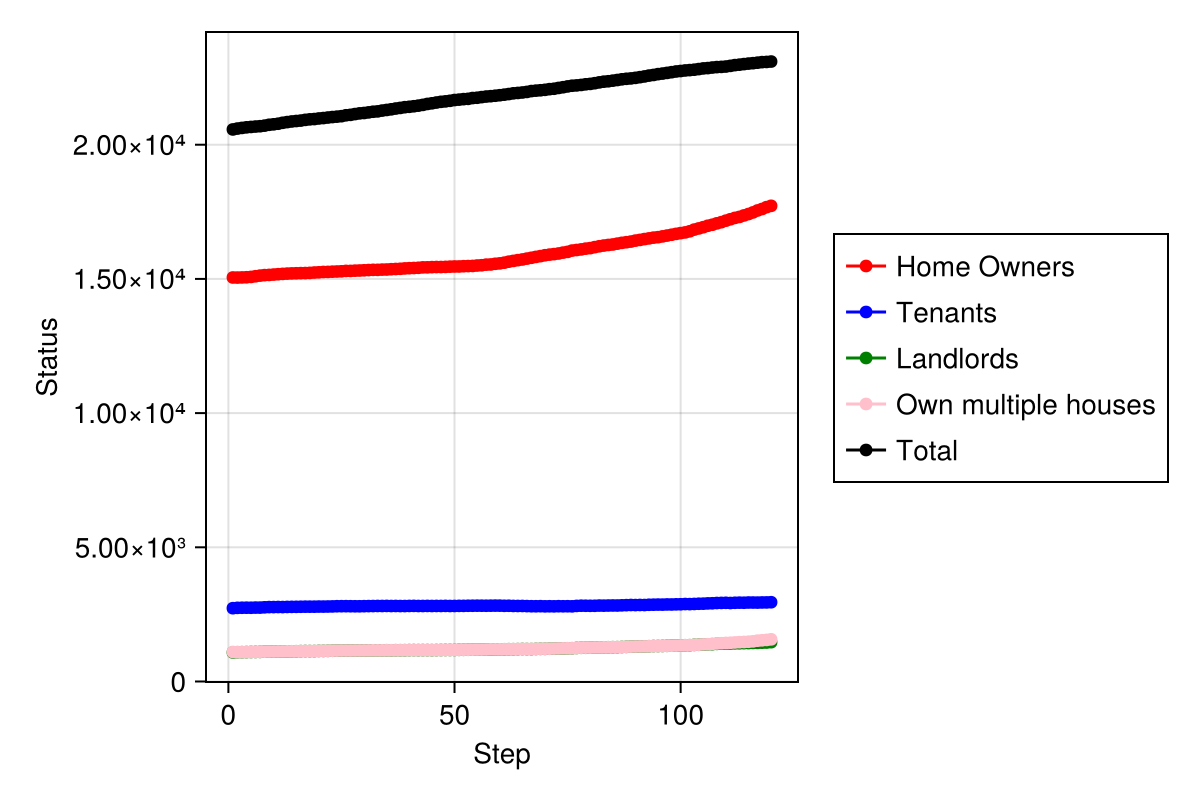 2.00×10⁴
1.50×10⁴
1.00×10⁴
5.00×10³
0
Status
0 50 100
Step
Home Owners
Tenants
Landlords
Own multiple houses
Total